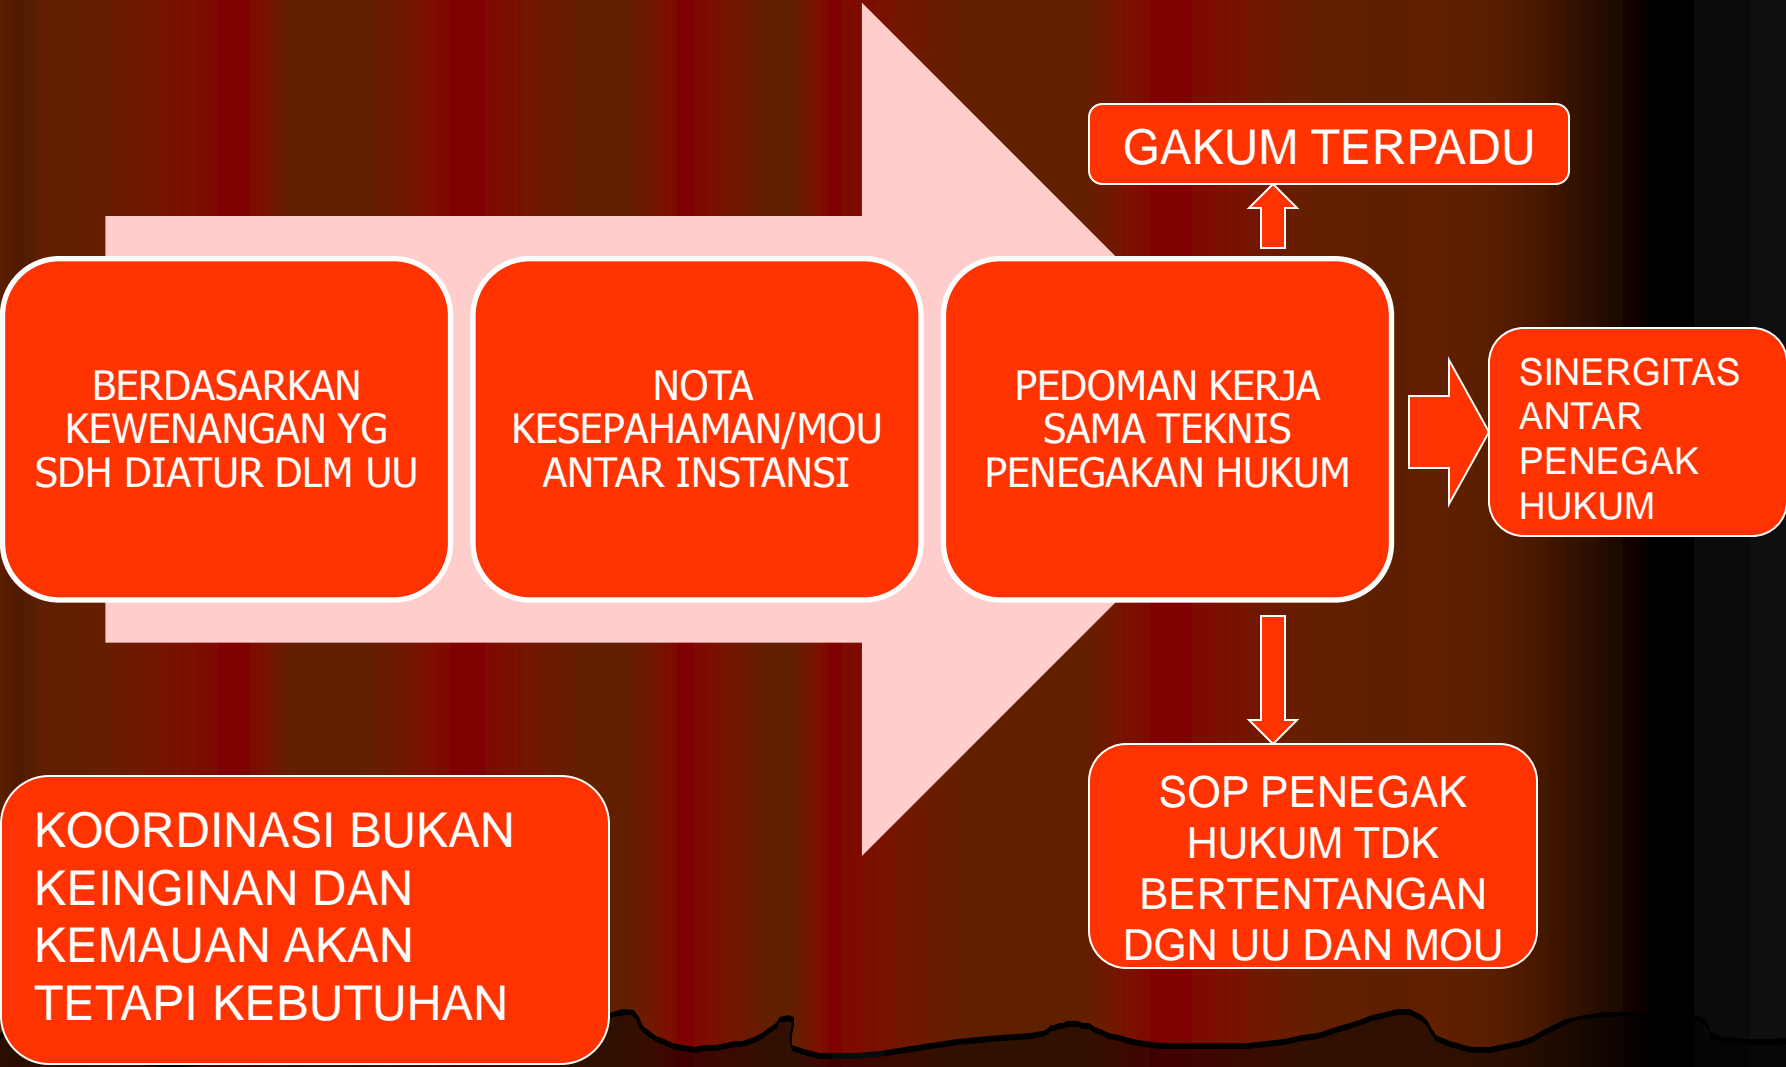 GAKUM TERPADU
BERDASARKAN
KEWENANGAN YG
SDH DIATUR DLM UU
NOTA
KESEPAHAMAN/MOU
ANTAR INSTANSI
PEDOMAN KERJA
SAMA TEKNIS
PENEGAKAN HUKUM
SINERGITAS
ANTAR
PENEGAK
HUKUM
SOP PENEGAK
HUKUM TDK
BERTENTANGAN
DGN UU DAN MOU
KOORDINASI BUKAN
KEINGINAN DAN
KEMAUAN AKAN
TETAPI KEBUTUHAN